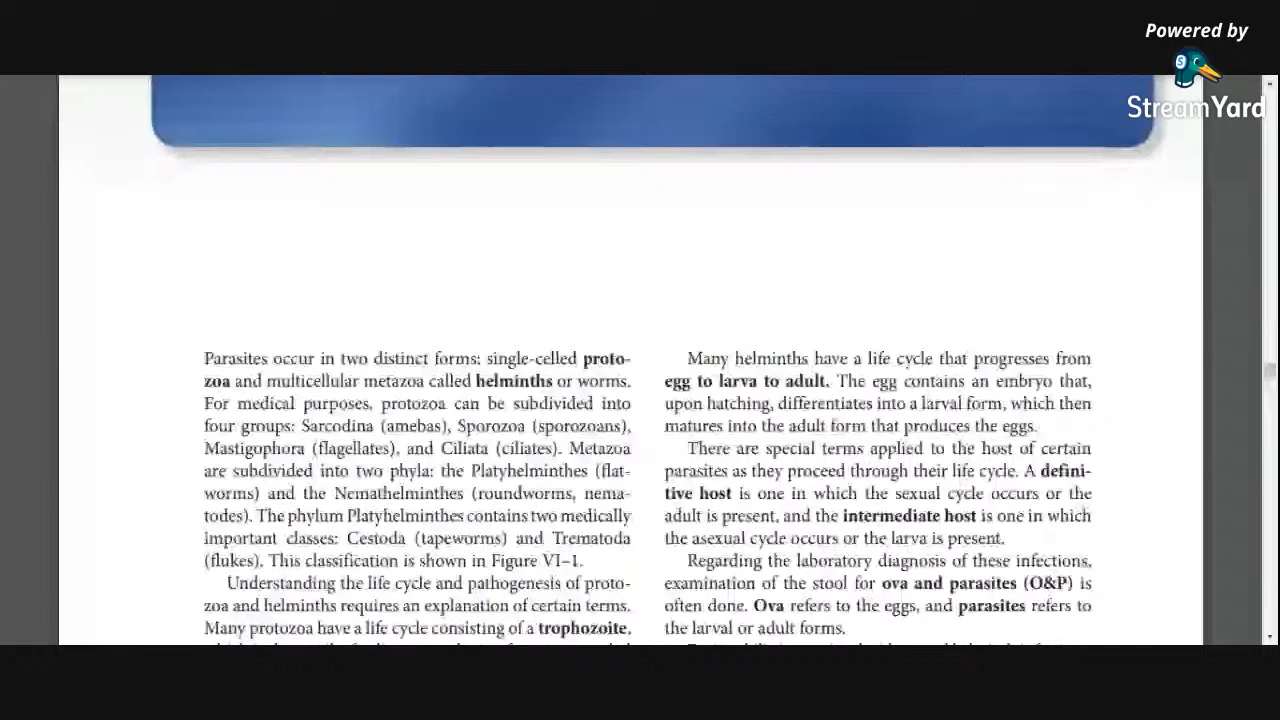 Powered by
StreamYard
Parasites occur in two distinct forms: single-celled proto-
zoa and multicellular metazoa called helminths or worms.
For medical purposes, protozoa can be subdivided into
four groups: Sarcodina (amebas), Sporozoa (sporozoans),
Mastigophora (flagellates), and Ciliata (ciliates). Metazoa
are subdivided into two phyla: the Platyhelminthes (flat-
worms) and the Nemathelminthes (roundworms, nema-
todes). The phylum Platyhelminthes contains two medically
important classes: Cestoda (tapeworms) and Trematoda
(flukes). This classification is shown in Figure VI–1.
Understanding the life cycle and pathogenesis of proto-
zoa and helminths requires an explanation of certain terms.
Many protozoa have a life cycle consisting of a trophozoite,
Many helminths have a life cycle that progresses from
egg to larva to adult. The egg contains an embryo that,
upon hatching, differentiates into a larval form, which then
matures into the adult form that produces the eggs.
There are special terms applied to the host of certain
parasites as they proceed through their life cycle. A defini-
tive host is one in which the sexual cycle occurs or the
adult is present, and the intermediate host is one in which
the asexual cycle occurs or the larva is present.
Regarding the laboratory diagnosis of these infections,
examination of the stool for ova and parasites (O&P) is
often done. Ova refers to the eggs, and parasites refers to
the larval or adult forms.